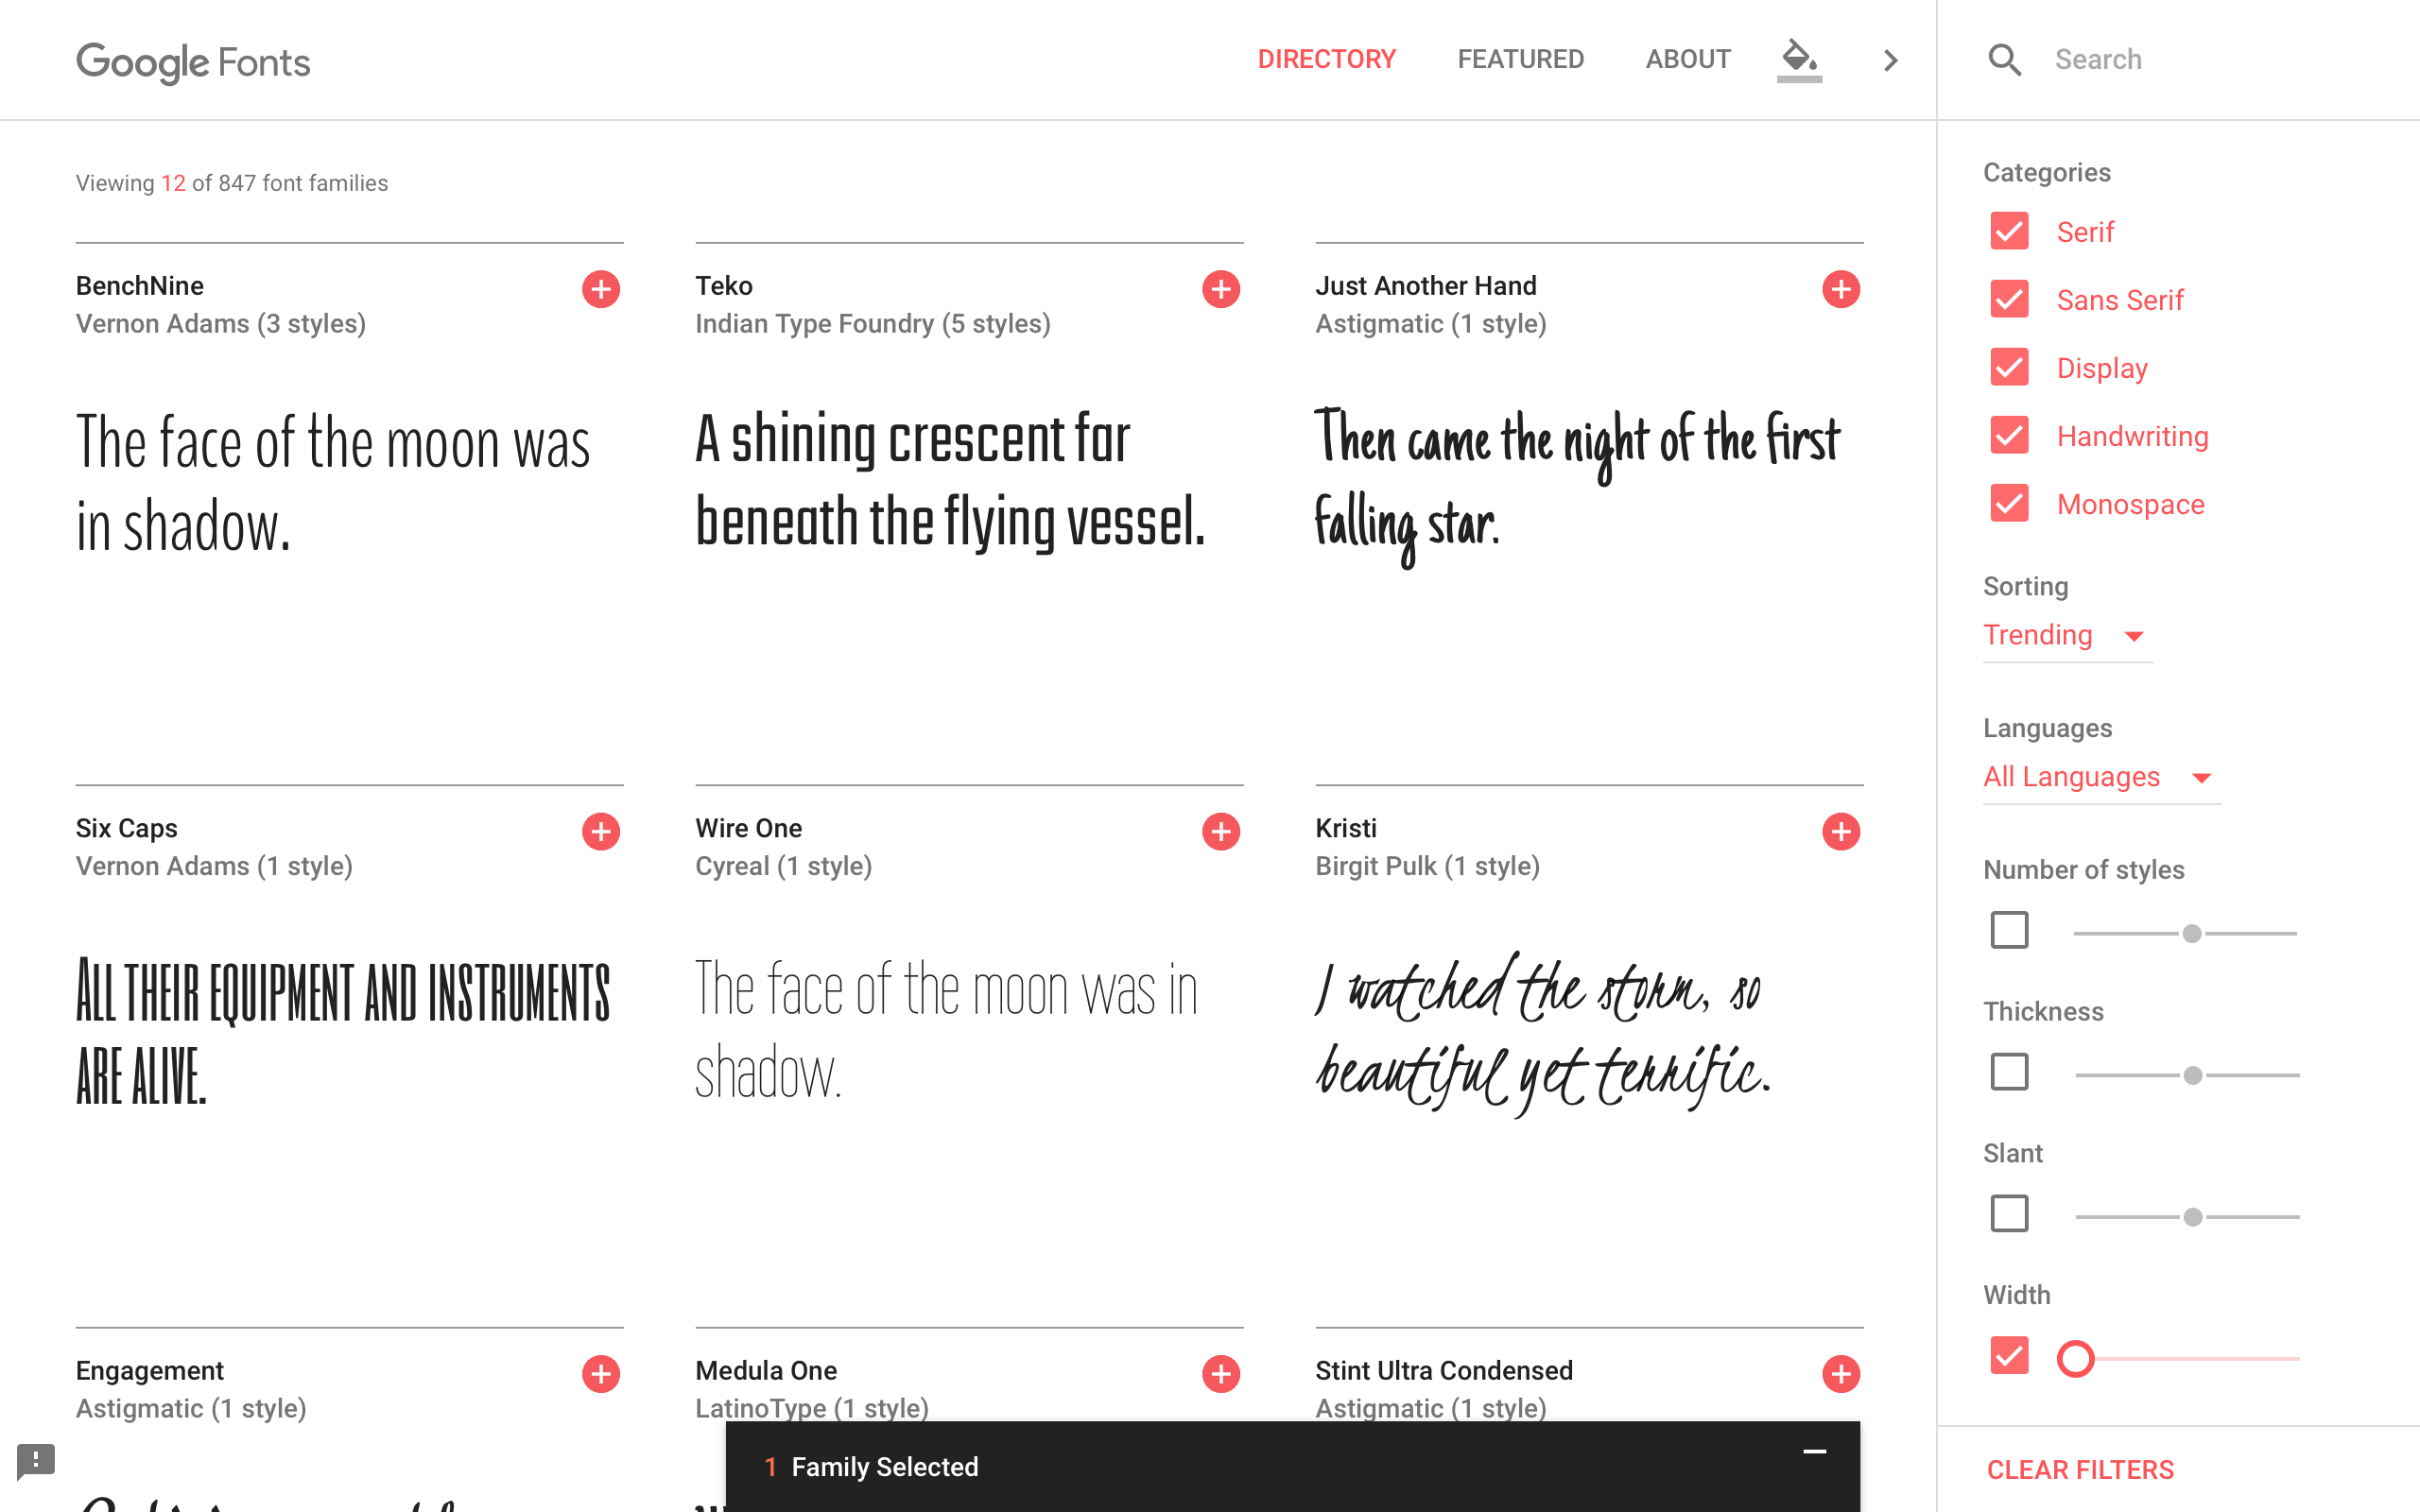 Google Fonts
DIRECTORY
FEATURED
ABOUT
Search
Viewing 12 of 847 font families
BenchNine
Vernon Adams (3 styles)
The face of the moon was
in shadow.
Teko
Indian Type Foundry (5 styles)
A shining crescent far
beneath the flying vessel.
Just Another Hand
Astigmatic (1 style)
Then came the night of the first
falling star.
Six Caps
Vernon Adams (1 style)
All their equipment and instruments
are alive.
Wire One
Cyreal (1 style)
The face of the moon was in
shadow.
Kristi
Birgit Pulk (1 style)
I watched the storm, so
beautiful yet terrific.
Engagement
Astigmatic (1 style)
Medula One
LatinoType (1 style)
Stint Ultra Condensed
Astigmatic (1 style)
1 Family Selected
Categories
Serif
Sans Serif
Display
Handwriting
Monospace
Sorting
Trending
Languages
All Languages
Number of styles
Thickness
Slant
Width
CLEAR FILTERS